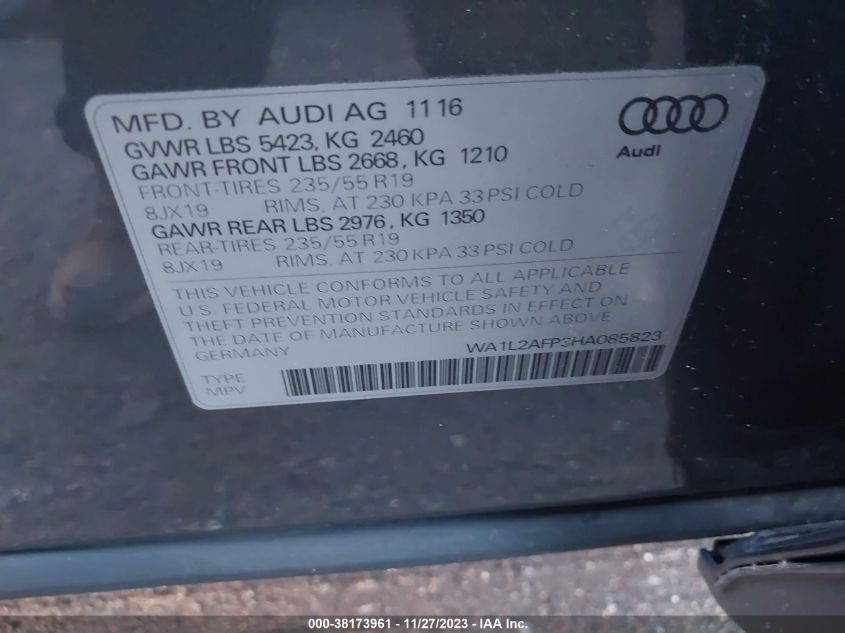 MFD. BY AUDI AG 1116
GVWR LBS 5423, KG 2460
GAWR FRONT LBS 2668, KG 1210
FRONT-TIRES 235/55 R19
8JX19 RIMS, AT 230 KPA 33 PSI COLD
GAWR REAR LBS 2976, KG 1350
REAR-TIRES 235/55 R19
8JX19 RIMS, AT 230 KPA 33 PSI COLD
Audi
THIS VEHICLE CONFORMS TO ALL APPLICABLE
U.S. FEDERAL MOTOR VEHICLE SAFETY AND
THEFT PREVENTION STANDARDS IN EFFECT ON
THE DATE OF MANUFACTURE SHOWN ABOVE
GERMANY
WA1L2AFP3HA085823
TYPE
MPV
000-38173961 - 11/27/2023 - IAA Inc.